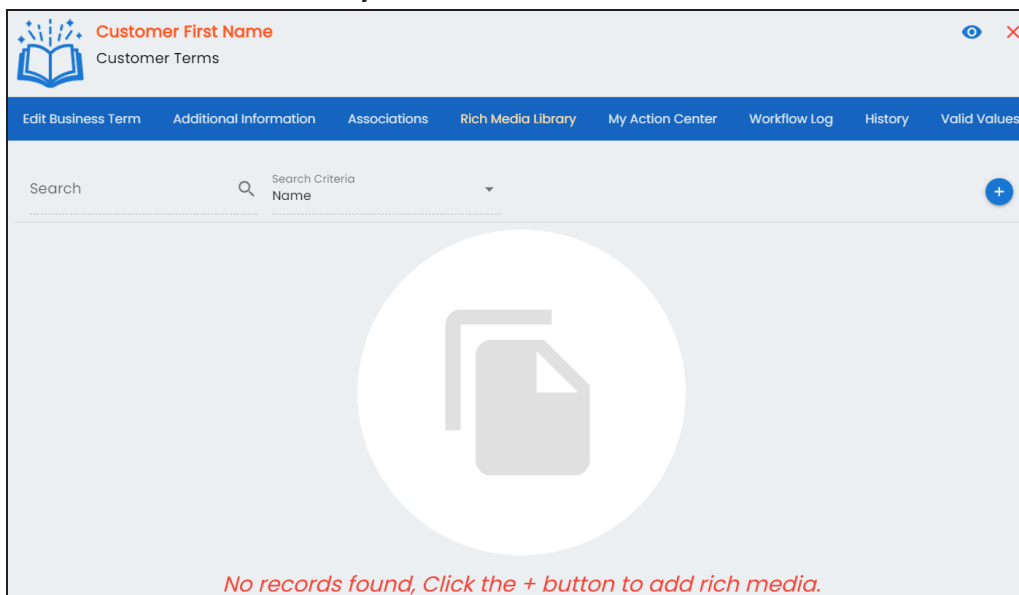 Customer First Name
Customer Terms
Edit Business Term Additional Information Associations Rich Media Library My Action Center Workflow Log History Valid Values
Search Criteria
Search Name
No records found, Click the + button to add rich media.